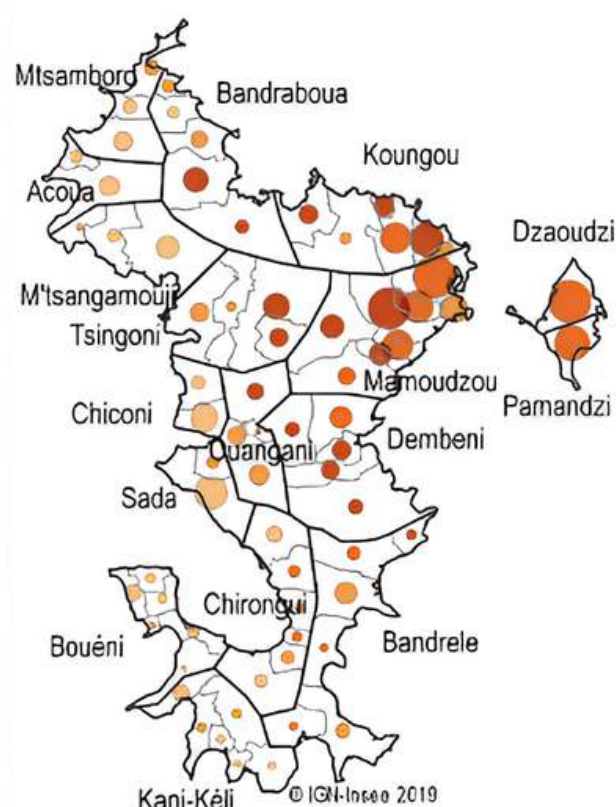 Mtsamboro
Bandraboua
Koungou
Acoua
Dzaoudzi
M'tsangamouji
Tsingoni
Mamoudzou
Pamandzi
Chiconi
Dembeni
Ouangani
Sada
Chirongui
Bouéni
Bandrele
Kani-Kéli
© IGN-Insee 2019